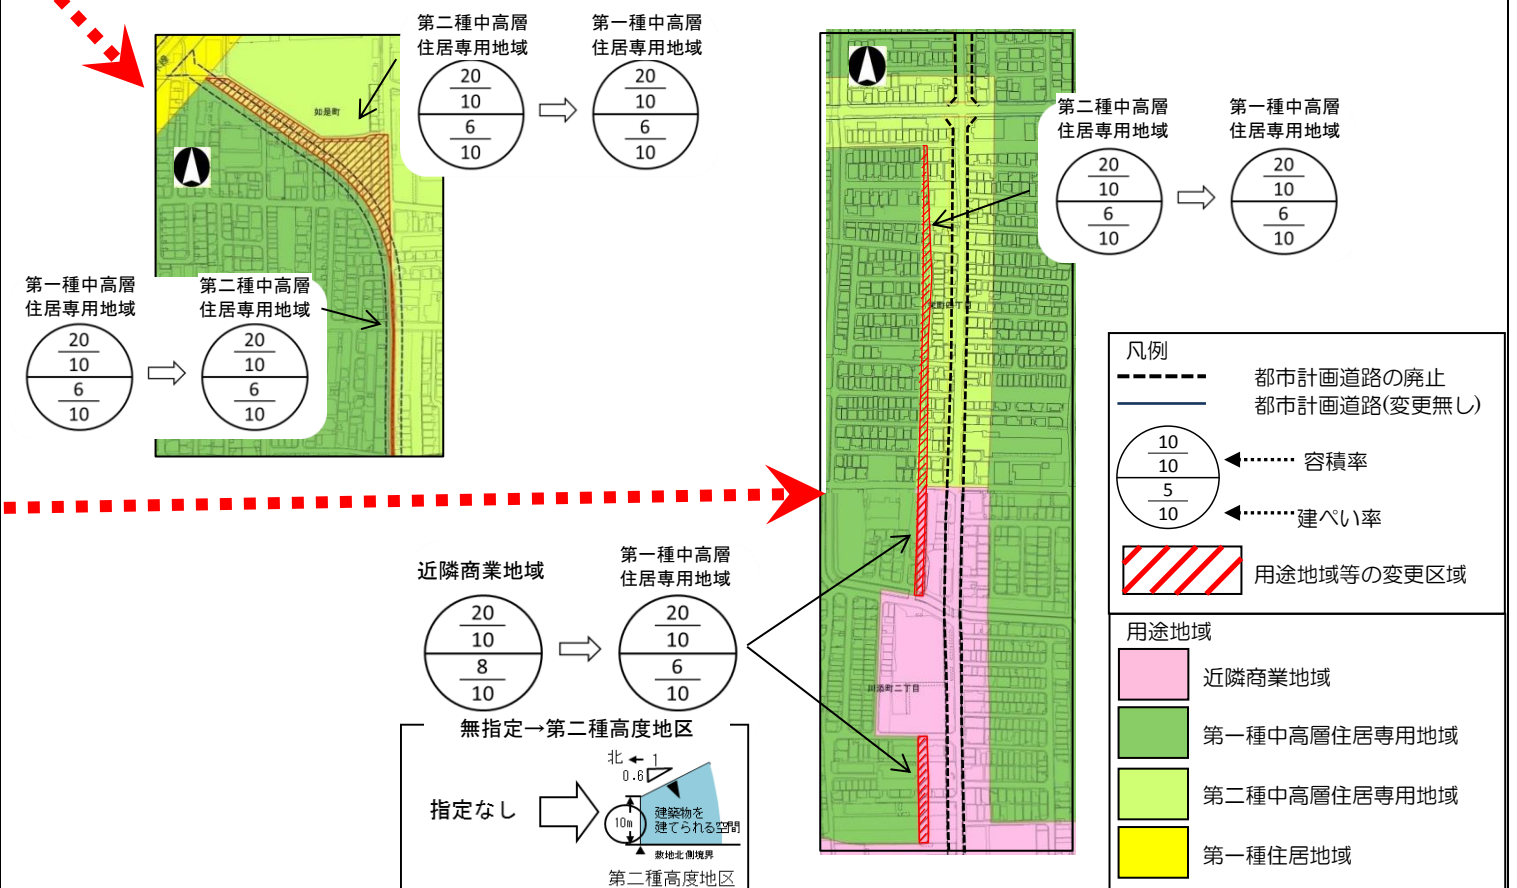 第二種中高層
住居専用地域
20
10
6
10
第一種中高層
住居専用地域
20
10
6
10
如是町
第一種中高層
住居専用地域
20
10
6
10
第二種中高層
住居専用地域
20
10
6
10
第二種中高層
住居専用地域
20
10
6
10
第一種中高層
住居専用地域
20
10
6
10
近隣商業地域
20
10
8
10
第一種中高層
住居専用地域
20
10
6
10
無指定→第二種高度地区
指定なし
北
1
0.6
10m
建築物を
建てられる空間
敷地北側境界
第二種高度地区
川添町二丁目
凡例
都市計画道路の廃止
都市計画道路(変更無し)
10
10
5
10
容積率
建ぺい率
用途地域等の変更区域
用途地域
近隣商業地域
第一種中高層住居専用地域
第二種中高層住居専用地域
第一種住居地域